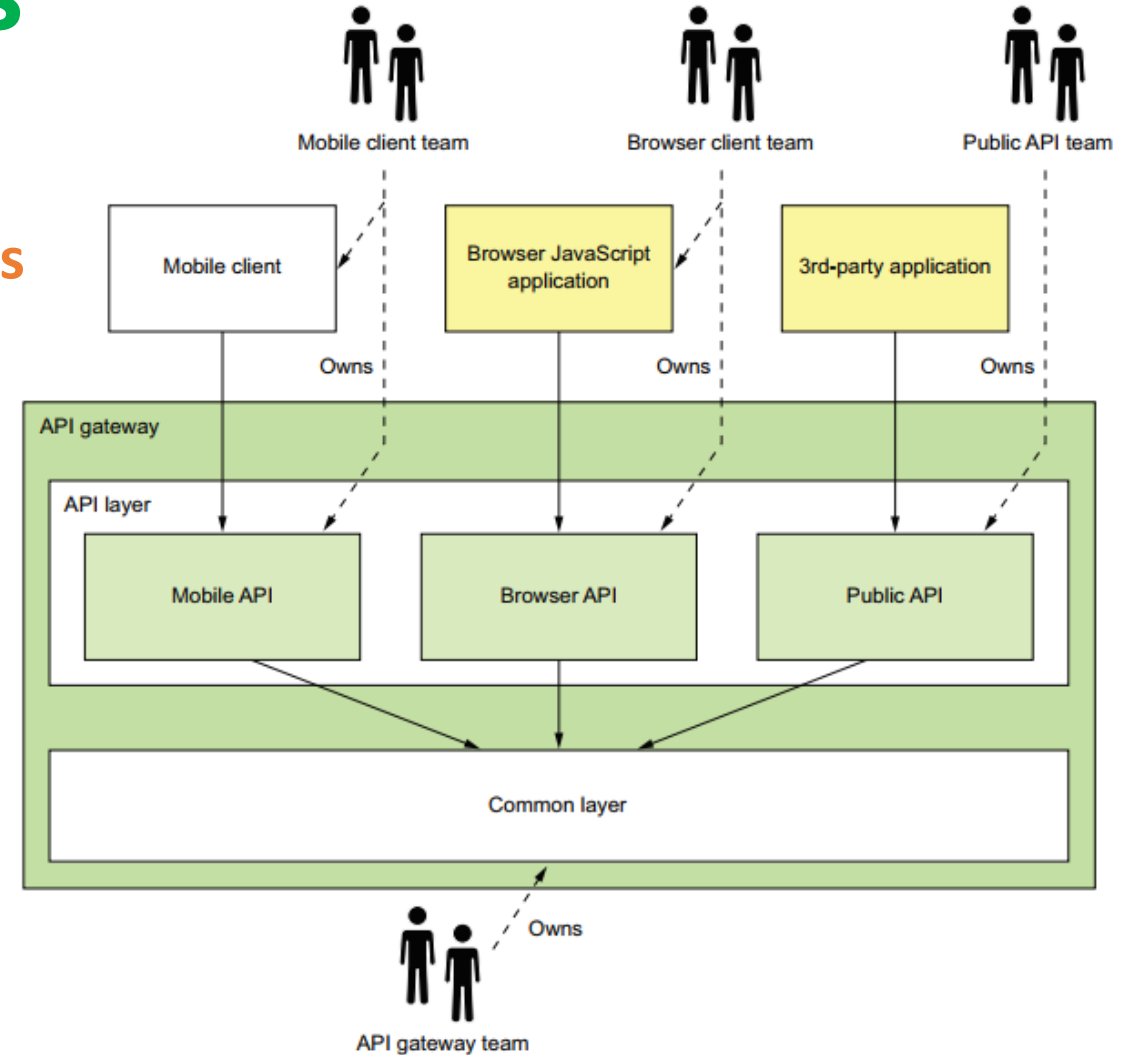 s
Mobile client team
Browser client team
Public API team
s
Mobile client
Browser JavaScript
application
3rd-party application
Owns
Owns
Owns
API gateway
API layer
Mobile API
Browser API
Public API
Common layer
Owns
API gateway team